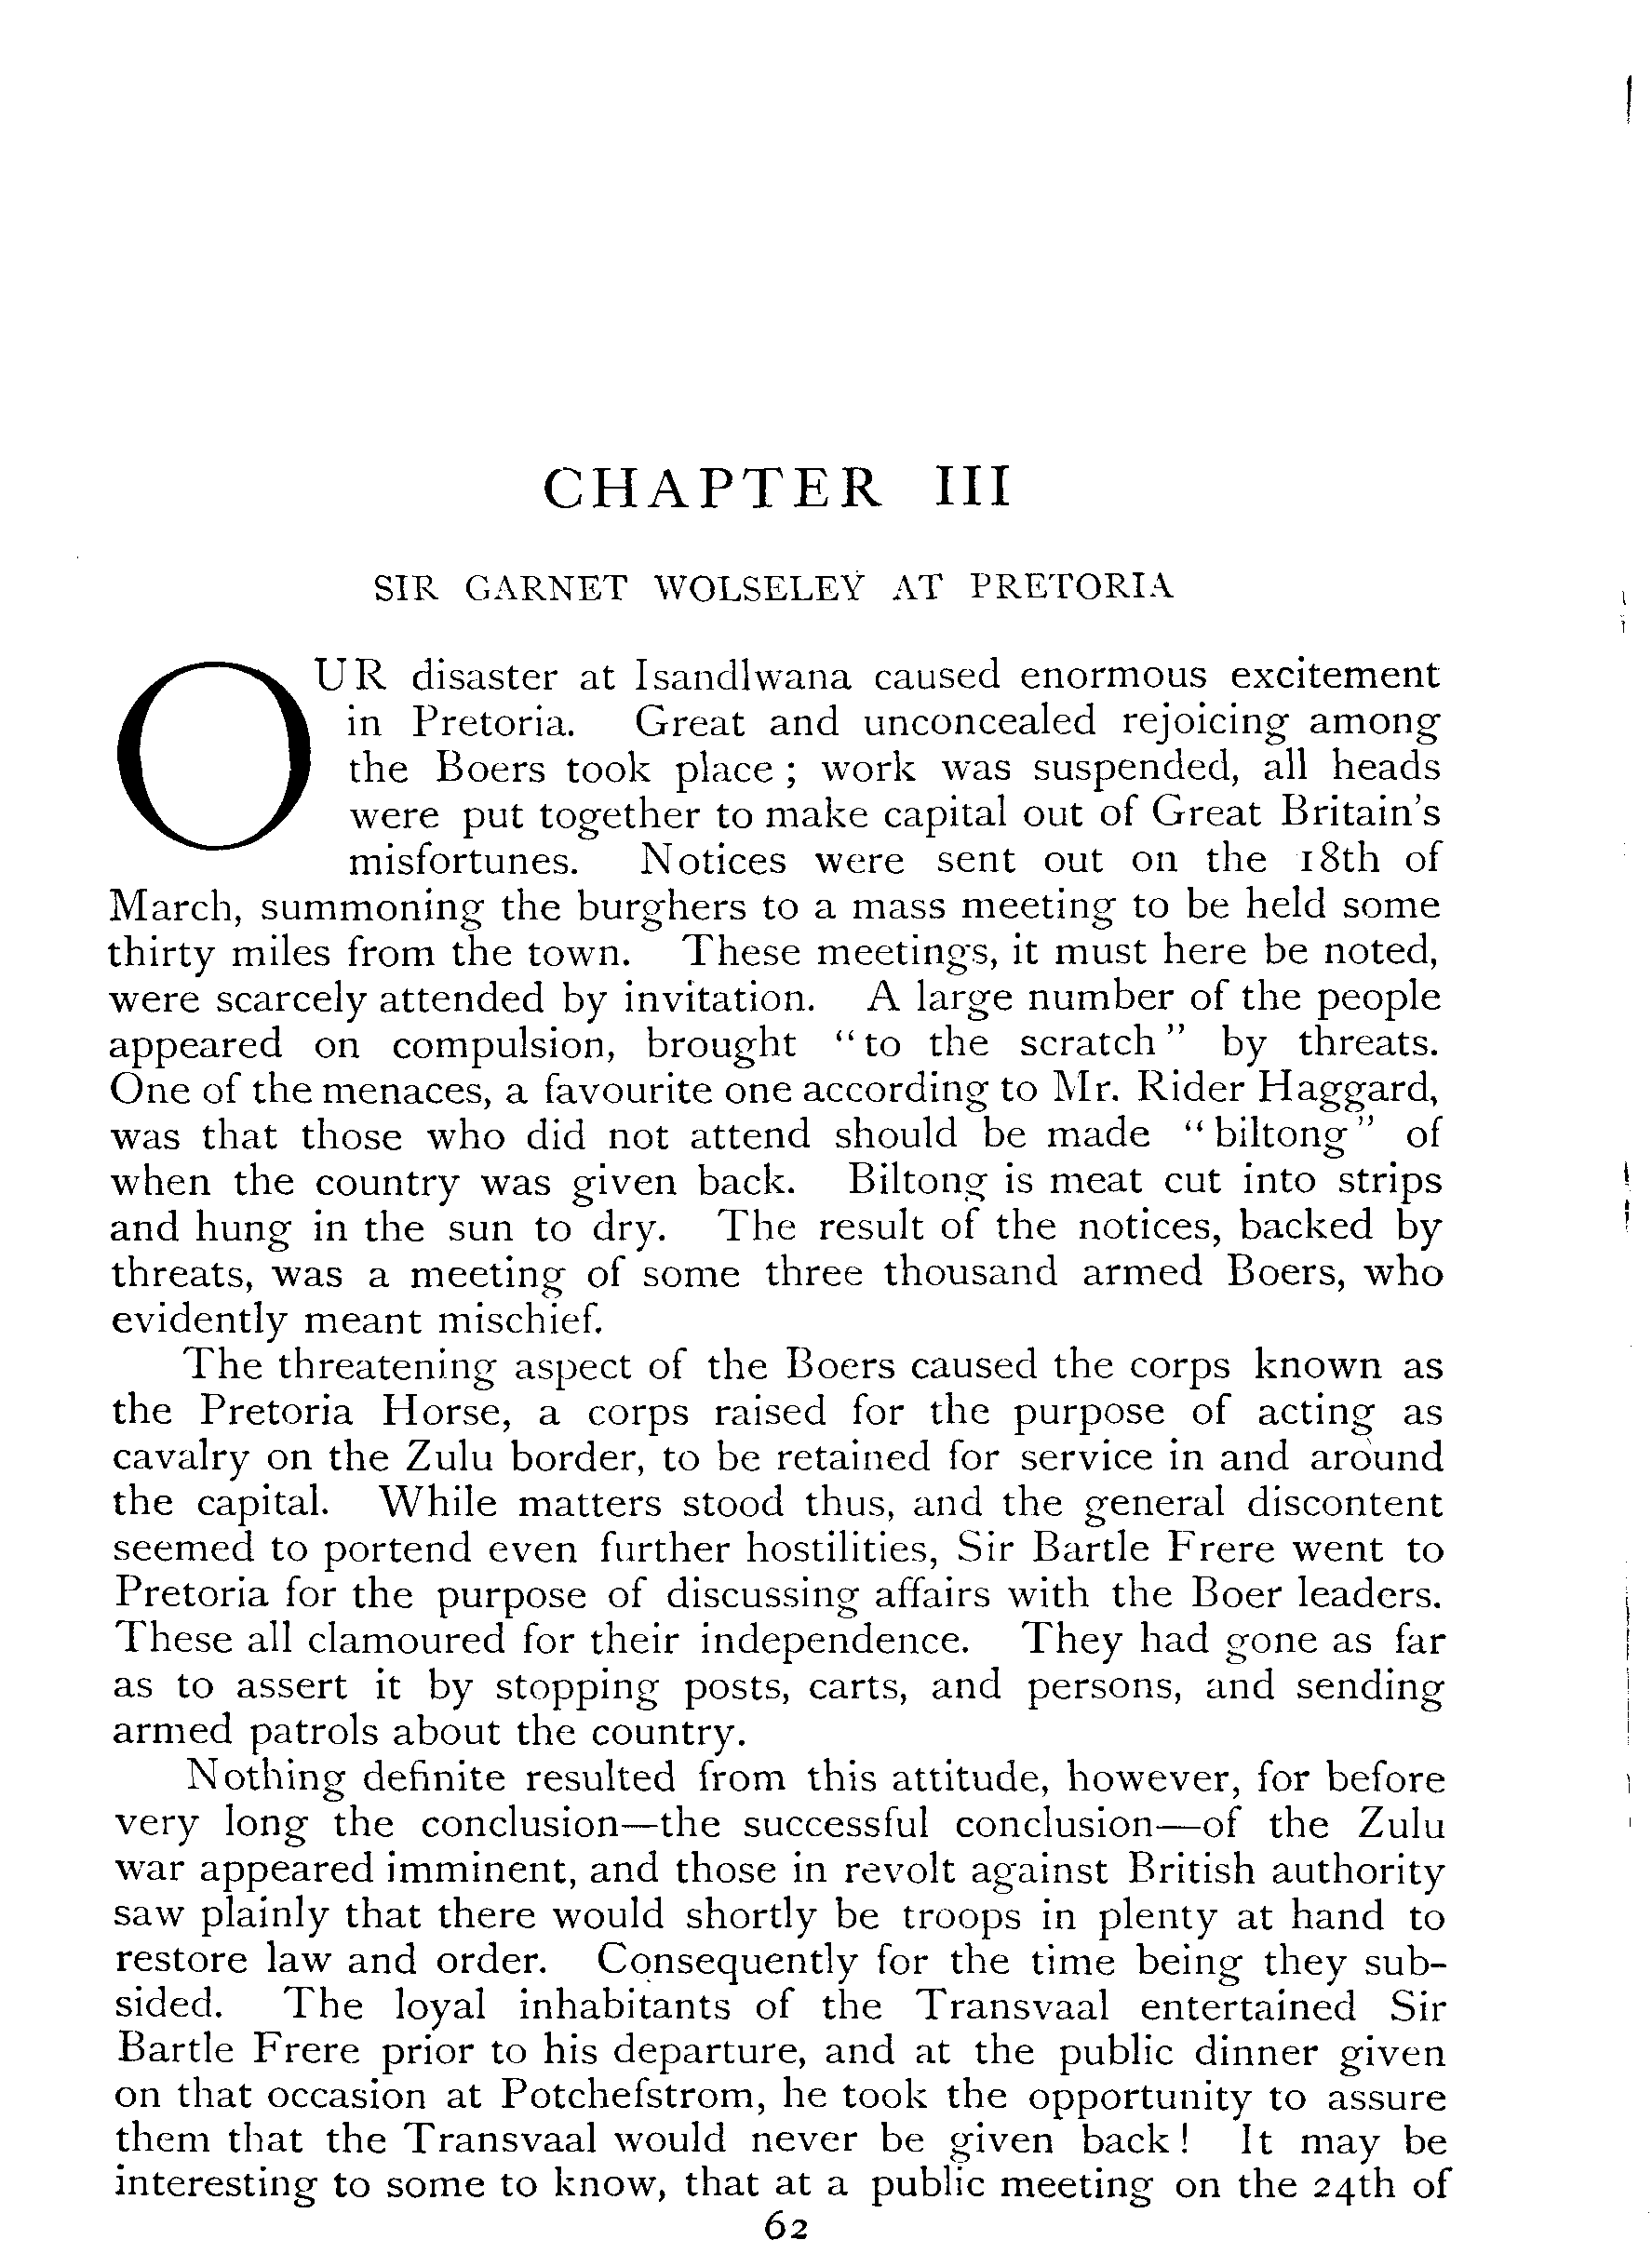 CHAPTER III
SIR GARNET WOLSELEY AT PRETORIA
OUR disaster at Isandlwana caused enormous excitement
in Pretoria. Great and unconcealed rejoicing among
the Boers took place; work was suspended, all heads
were put together to make capital out of Great Britain's
misfortunes. Notices were sent out on the 18th of
March, summoning the burghers to a mass meeting to be held some
thirty miles from the town. These meetings, it must here be noted,
were scarcely attended by invitation. A large number of the people
appeared on compulsion, brought "to the scratch" by threats.
One of the menaces, a favourite one according to Mr. Rider Haggard,
was that those who did not attend should be made "biltong" of
when the country was given back. Biltong is meat cut into strips
and hung in the sun to dry. The result of the notices, backed by
threats, was a meeting of some three thousand armed Boers, who
evidently meant mischief.
The threatening aspect of the Boers caused the corps known as
the Pretoria Horse, a corps raised for the purpose of acting as
cavalry on the Zulu border, to be retained for service in and around
the capital. While matters stood thus, and the general discontent
seemed to portend even further hostilities, Sir Bartle Frere went to
Pretoria for the purpose of discussing affairs with the Boer leaders.
These all clamoured for their independence. They had gone as far
as to assert it by stopping posts, carts, and persons, and sending
armed patrols about the country.
Nothing definite resulted from this attitude, however, for before
very long the conclusion—the successful conclusion—of the Zulu
war appeared imminent, and those in revolt against British authority
saw plainly that there would shortly be troops in plenty at hand to
restore law and order. Consequently for the time being they sub-
sided. The loyal inhabitants of the Transvaal entertained Sir
Bartle Frere prior to his departure, and at the public dinner given
on that occasion at Potchefstrom, he took the opportunity to assure
them that the Transvaal would never be given back! It may be
interesting to some to know, that at a public meeting on the 24th of
62